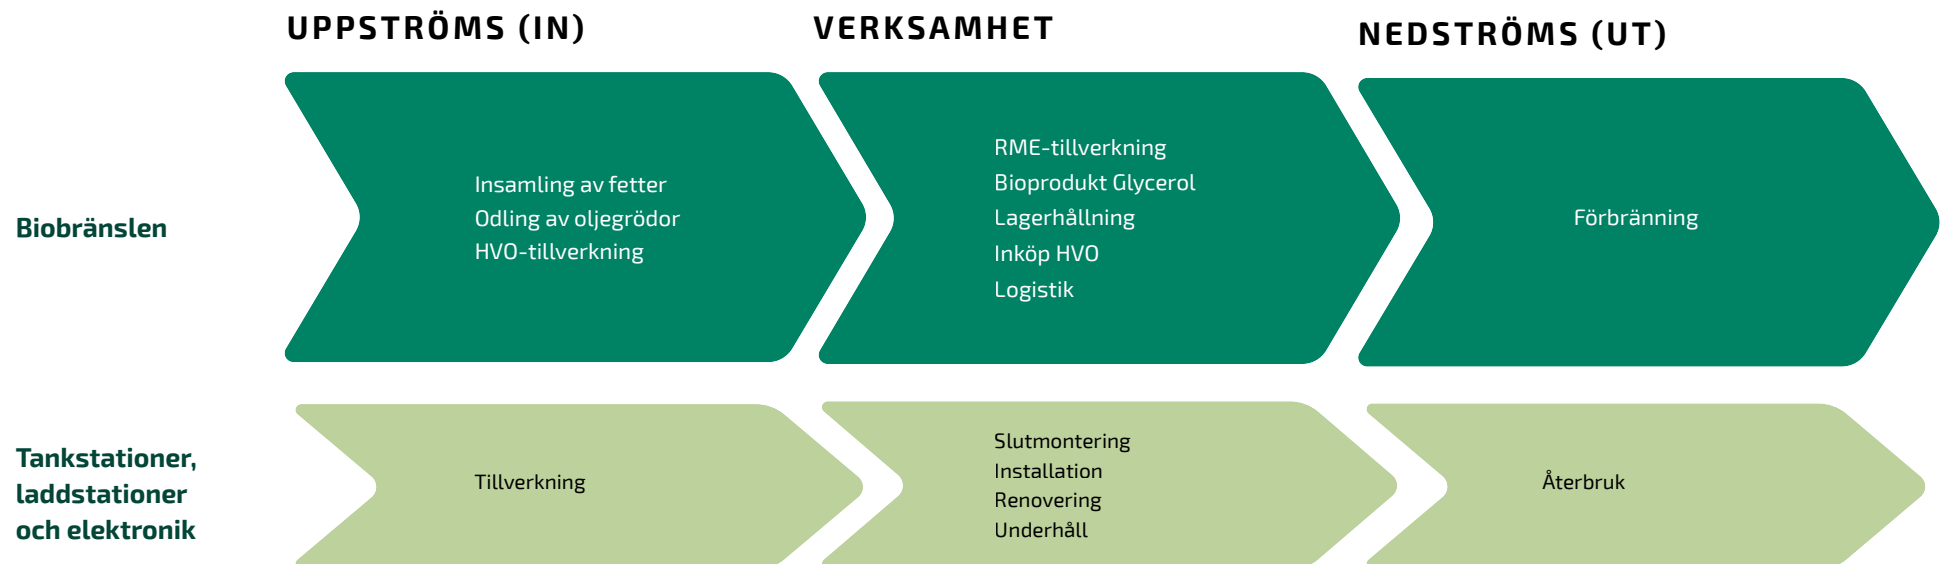 UPPSTRÖMS (IN)
VERKSAMHET
NEDSTRÖMS (UT)
Biobränslen
Insamling av fetter
Odling av oljegrödor
HVO-tillverkning
RME-tillverkning
Bioprodukt Glycerol
Lagerhållning
Inköp HVO
Logistik
Förbränning
Tankstationer,
laddstationer
och elektronik
Tillverkning
Slutmontering
Installation
Renovering
Underhåll
Återbruk